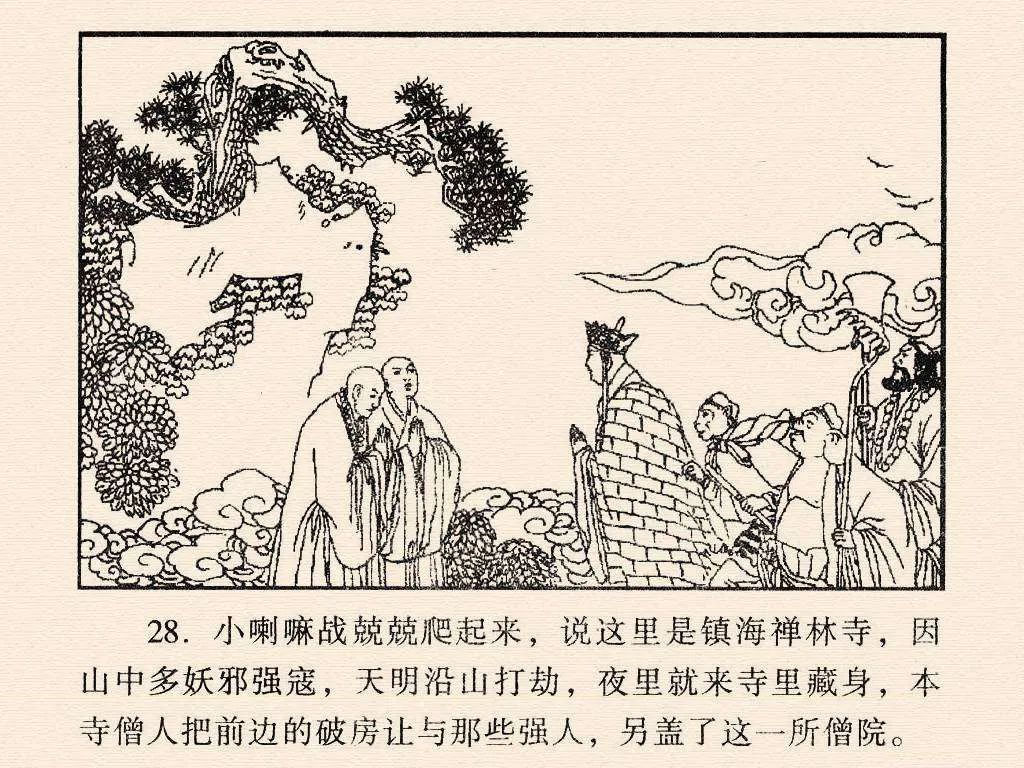 28. 小喇嘛战兢兢爬起来，说这里是镇海禅林寺，因
山中多妖邪强寇，天明沿山打劫，夜里就来寺里藏身，本
寺僧人把前边的破房让与那些强人，另盖了这一所僧院。